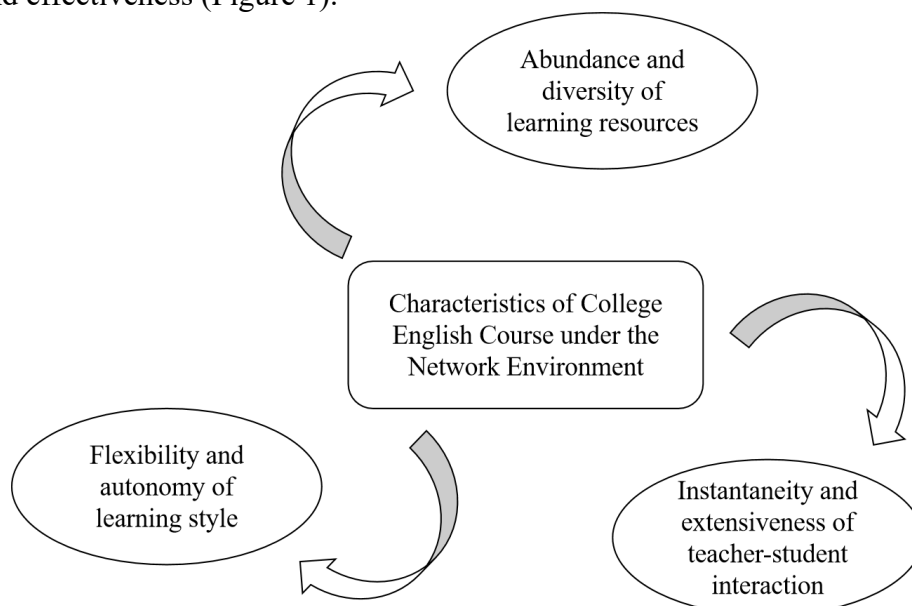 effectiveness (Figure 1).
Abundance and
diversity of
learning resources
Characteristics of College
English Course under the
Network Environment
Flexibility and
autonomy of
learning style
Instantaneity and
extensiveness of
teacher-student
interaction